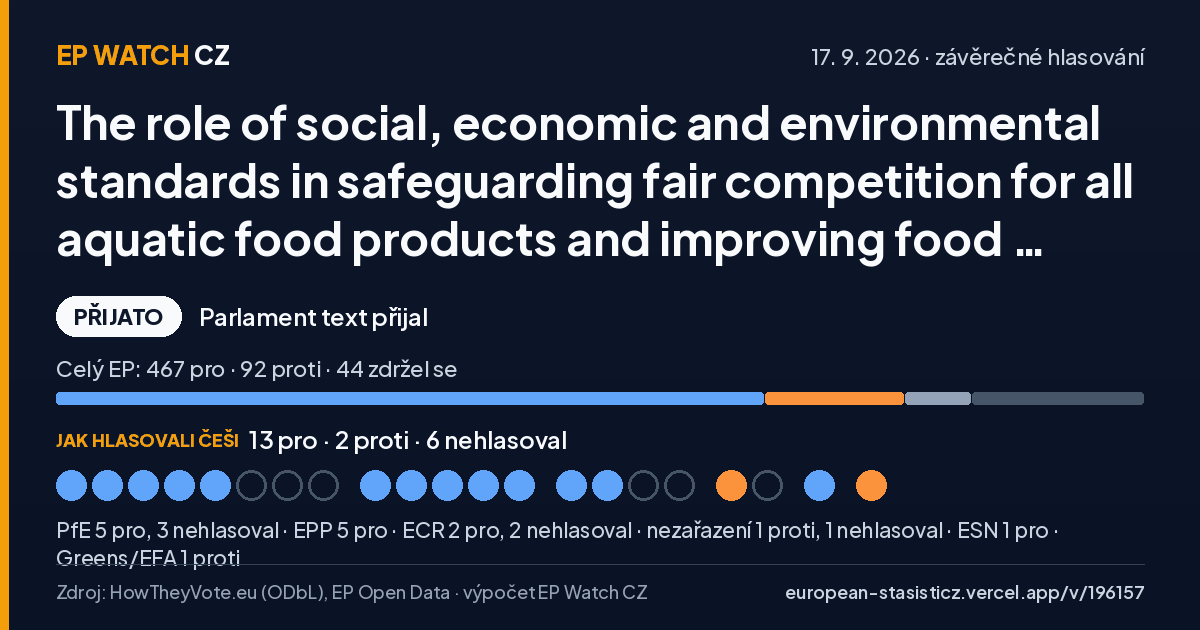 EP WATCH CZ
17. 9. 2026 · závěrečné hlasování
The role of social, economic and environmental
standards in safeguarding fair competition for all
aquatic food products and improving food …
PŘIJATO Parlament text přijal
Celý EP: 467 pro · 92 proti · 44 zdržel se
JAK HLASOVALI ČEŠI 13 pro · 2 proti · 6 nehlasoval
PfE 5 pro, 3 nehlasoval · EPP 5 pro · ECR 2 pro, 2 nehlasoval · nezařazení 1 proti, 1 nehlasoval · ESN 1 pro ·
Greens/EFA 1 proti
Zdroj: HowTheyVote.eu (ODbL), EP Open Data · výpočet EP Watch CZ
european-stasisticz.vercel.app/v/196157